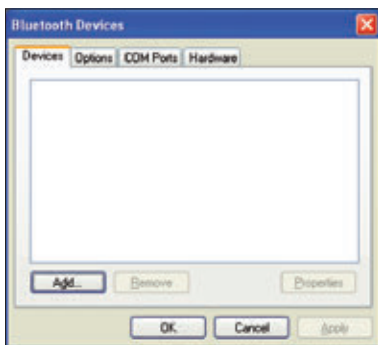 Bluetooth Devices
Devices Options COM Ports Hardware
Add... Remove Properties
OK Cancel Apply